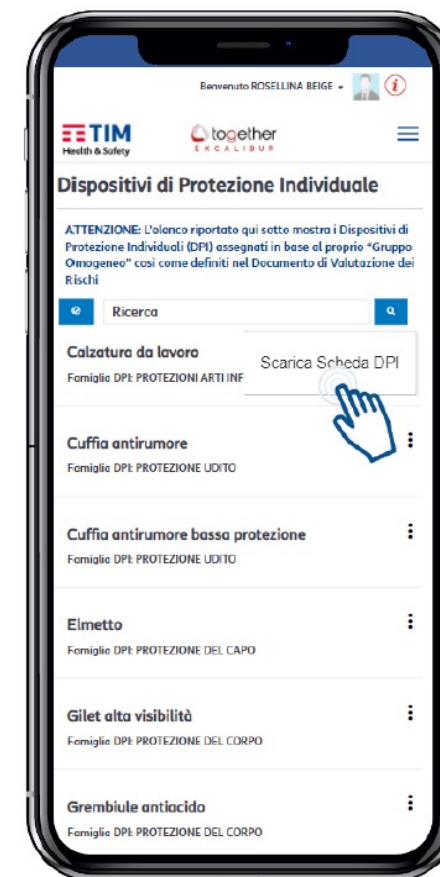 Benvenuto ROSELLINA BEIGE
TIM
Health & Safety
together
EXCALIBUR
Dispositivi di Protezione Individuale
ATTENZIONE: L'elenco riportato qui sotto mostra i Dispositivi di
Protezione Individuali (DPI) assegnati in base al proprio "Gruppo
Omogeneo" così come definiti nel Documento di Valutazione dei
Rischi
Ricerca
Calzatura da lavoro
Scarica Scheda DPI
Famiglia DPI: PROTEZIONI ARTI INF
Cuffia antirumore
Famiglia DPI: PROTEZIONE UDITO
Cuffia antirumore bassa protezione
Famiglia DPI: PROTEZIONE UDITO
Elmetto
Famiglia DPI: PROTEZIONE DEL CAPO
Gilet alta visibilità
Famiglia DPI: PROTEZIONE DEL CORPO
Grembiule antiacido
Famiglia DPI: PROTEZIONE DEL CORPO